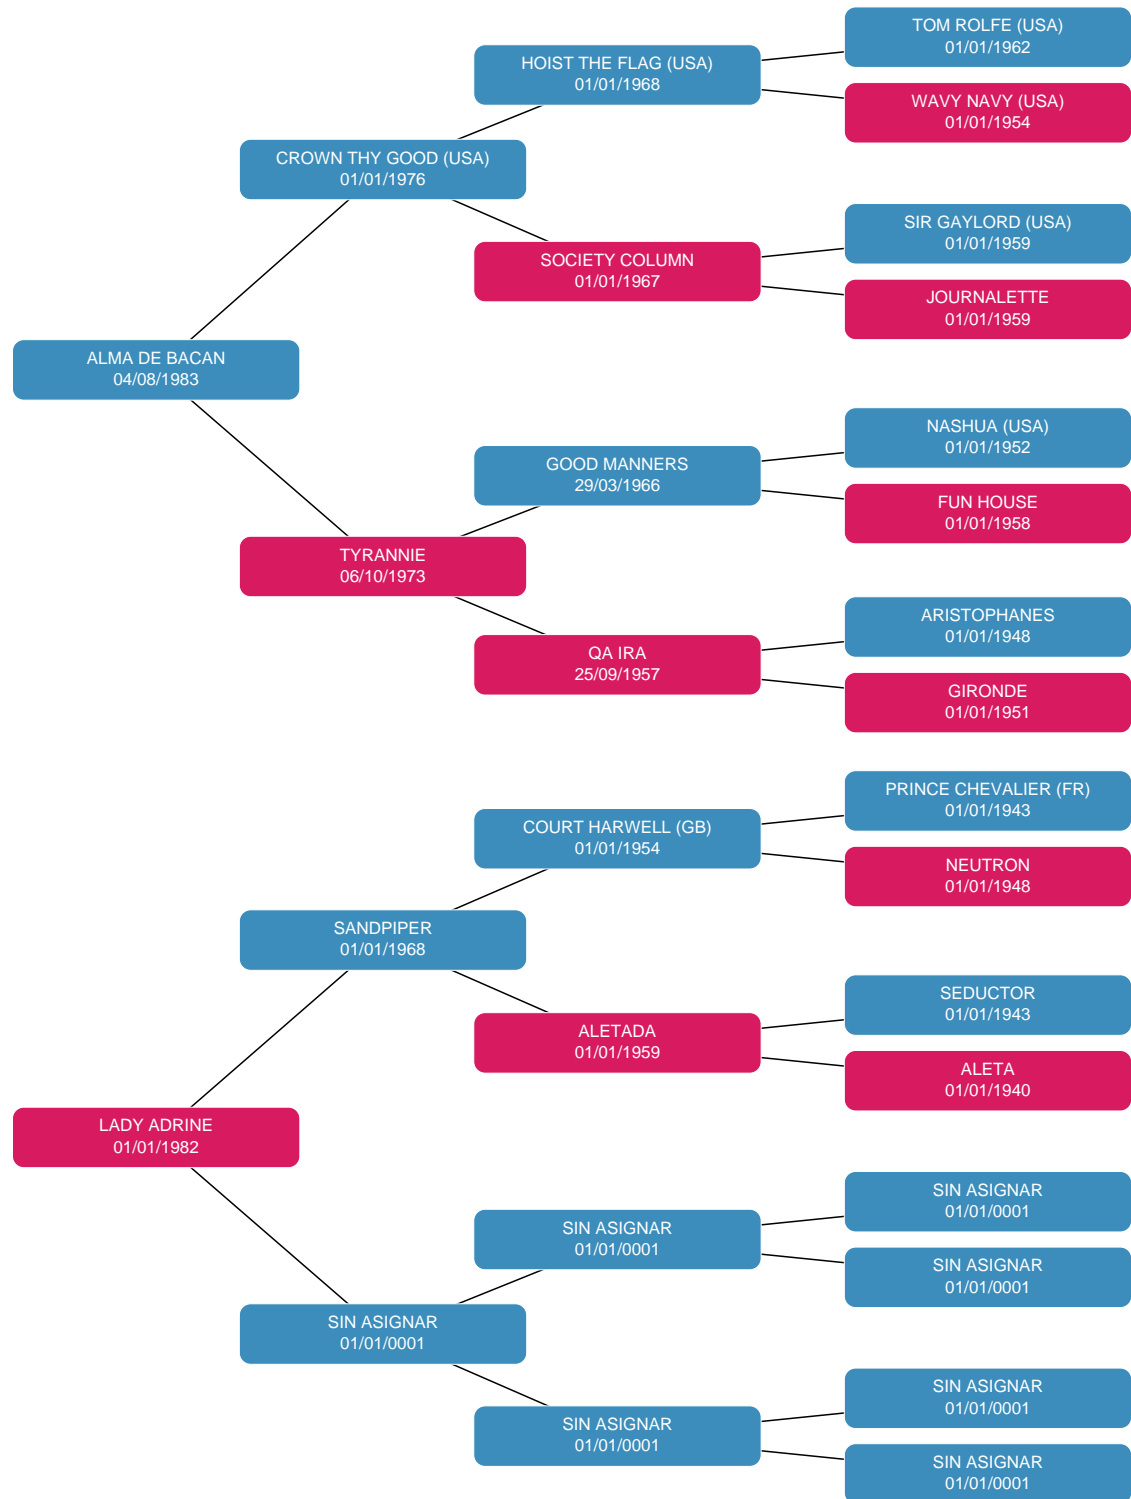 TOM ROLFE (USA)
01/01/1962
HOIST THE FLAG (USA)
01/01/1968
WAVY NAVY (USA)
01/01/1954
CROWN THY GOOD (USA)
01/01/1976
SIR GAYLORD (USA)
01/01/1959
SOCIETY COLUMN
01/01/1967
JOURNALETTE
01/01/1959
ALMA DE BACAN
04/08/1983
NASHUA (USA)
01/01/1952
GOOD MANNERS
29/03/1966
FUN HOUSE
01/01/1958
TYRANNIE
06/10/1973
ARISTOPHANES
01/01/1948
QA IRA
25/09/1957
GIRONDE
01/01/1951
PRINCE CHEVALIER (FR)
01/01/1943
COURT HARWELL (GB)
01/01/1954
NEUTRON
01/01/1948
SANDPIPER
01/01/1968
SEDUCTOR
01/01/1943
ALETADA
01/01/1959
ALETA
01/01/1940
LADY ADRINE
01/01/1982
SIN ASIGNAR
01/01/0001
SIN ASIGNAR
01/01/0001
SIN ASIGNAR
01/01/0001
SIN ASIGNAR
01/01/0001
SIN ASIGNAR
01/01/0001
SIN ASIGNAR
01/01/0001
SIN ASIGNAR
01/01/0001